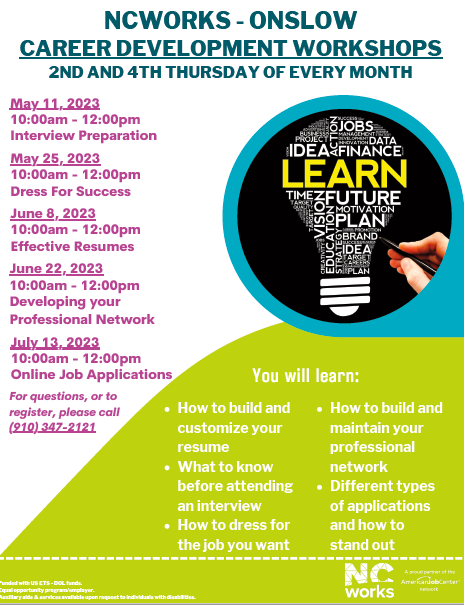 NCWORKS - ONSLOW
CAREER DEVELOPMENT WORKSHOPS
2ND AND 4TH THURSDAY OF EVERY MONTH
May 11, 2023
10:00am - 12:00pm
Interview Preparation
May 25, 2023
10:00am - 12:00pm
Dress For Success
June 8, 2023
10:00am - 12:00pm
Effective Resumes
June 22, 2023
10:00am - 12:00pm
Developing your
Professional Network
July 13, 2023
10:00am - 12:00pm
Online Job Applications
For questions, or to
register, please call
(910) 347-2121
SUCCESS
JOBS
ACTION
BUSINESS
MANAGEMENT
PROJECT
DEVELOPMENT
INNOVATION
DATA
IDEA
FINANCE
LEARN
TIME
FUTURE
TARGET
VISION
MOTIVATION
PLAN
EDUCATION
STRATEGY
CREATIVITY
PROMOTION
BRAND
SUCCESS
IDEA
TARGET
CAREERS
PLAN
You will learn:
• How to build and
customize your
resume
• What to know
before attending
an interview
• How to dress for
the job you want
• How to build and
maintain your
professional
network
• Different types
of applications
and how to
stand out
NC
works
A proud partner of the
AmericanJobCenter
network
Funded with US ETS - DOL funds.
Equal opportunity program/employer.
Auxiliary aids & services available upon request to individuals with disabilities.